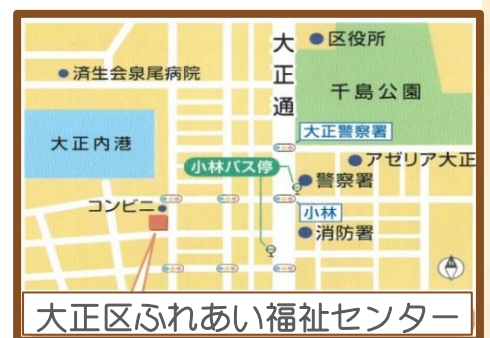 大正通
区役所
済生会泉尾病院
千島公園
大正内港
大正警察署
アゼリア大正
小林バス停
警察署
コンビニ
小林
消防署
大正区ふれあい福祉センター